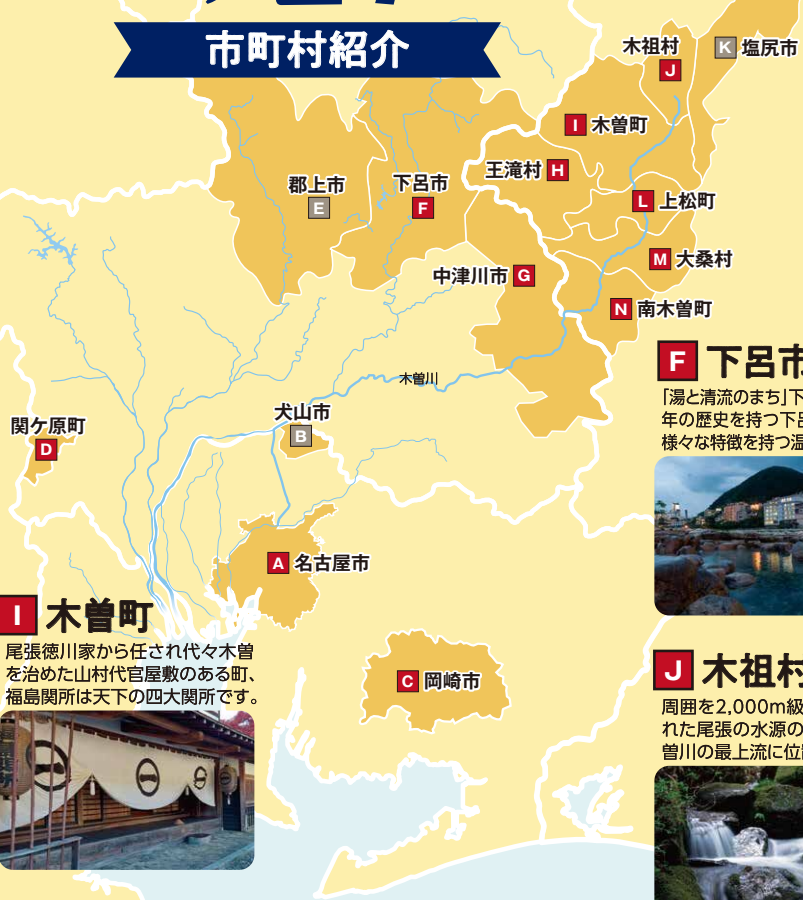 市町村紹介
木祖村
J
K 塩尻市
I 木曽町
王滝村 H
郡上市
E
下呂市
F
L 上松町
M 大桑村
中津川市 G
N 南木曽町
木曽川
犬山市
B
関ケ原町
D
A 名古屋市
C 岡崎市
F 下呂市
「湯と清流のまち」下
年の歴史を持つ下呂
様々な特徴を持つ温
I 木曽町
尾張徳川家から任され代々木曽
を治めた山村代官屋敷のある町、
福島関所は天下の四大関所です。
J 木祖村
周囲を2,000m級
れた尾張の水源の
曽川の最上流に位